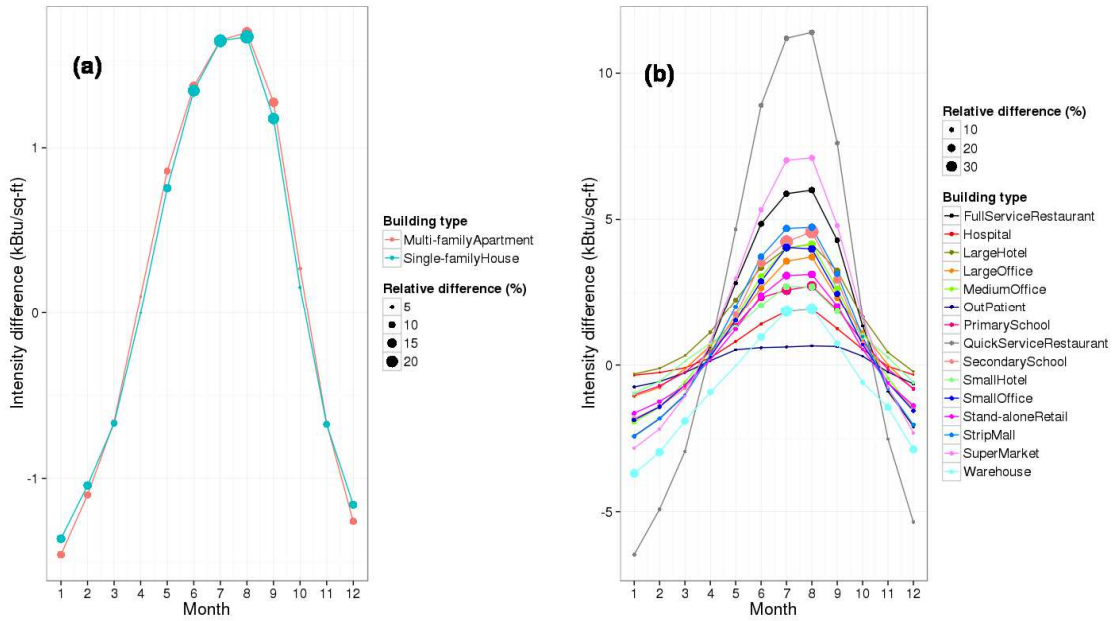 (a)
Intensity difference (kBtu/sq-ft)
1
0
-1
1 2 3 4 5 6 7 8 9 10 11 12
Month
Building type
Multi-familyApartment
Single-familyHouse
Relative difference (%)
5
10
15
20
(b)
Intensity difference (kBtu/sq-ft)
10
5
0
-5
1 2 3 4 5 6 7 8 9 10 11 12
Month
Relative difference (%)
10
20
30
Building type
FullServiceRestaurant
Hospital
LargeHotel
LargeOffice
MediumOffice
OutPatient
PrimarySchool
QuickServiceRestaurant
SecondarySchool
SmallHotel
SmallOffice
Stand-aloneRetail
StripMall
SuperMarket
Warehouse